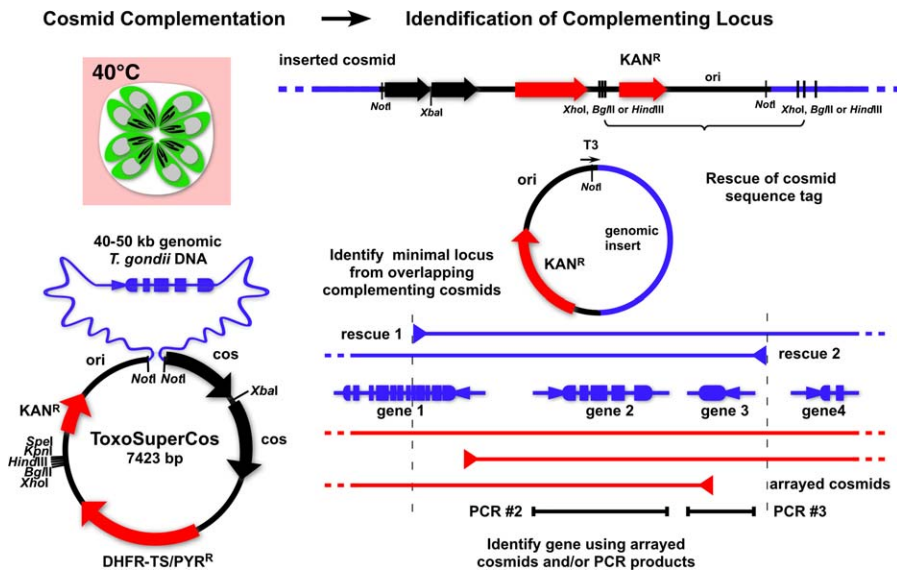 Cosmid Complementation
Idendification of Complementing Locus
40°C
inserted cosmid
KANᴿ
ori
NotI
XbaI
XhoI, BglII or HindIII
NotI
XhoI, BglII or HindIII
T3
NotI
ori
KANᴿ
genomic
insert
Rescue of cosmid
sequence tag
40-50 kb genomic
T. gondii DNA
ori
NotI
NotI
cos
XbaI
cos
KANᴿ
SpeI
KpnI
HindIII
BglII
XhoI
ToxoSuperCos
7423 bp
DHFR-TS/PYRᴿ
Identify minimal locus
from overlapping
complementing cosmids
rescue 1
rescue 2
gene 1
gene 2
gene 3
gene4
arrayed cosmids
PCR #2
PCR #3
Identify gene using arrayed
cosmids and/or PCR products